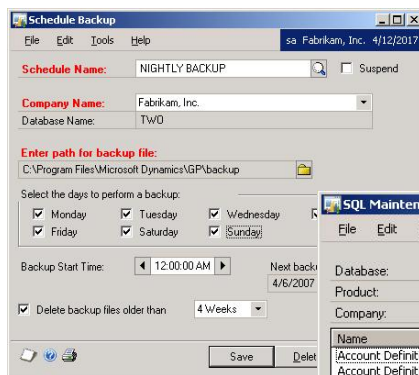 Schedule Backup
File Edit Tools Help
sa Fabrikam, Inc. 4/12/2017
Schedule Name:
NIGHTLY BACKUP
Suspend
Company Name:
Fabrikam, Inc.
Database Name:
TWO
Enter path for backup file:
C:\Program Files\Microsoft Dynamics\GP\backup
Select the days to perform a backup:
Monday Tuesday Wednesday
Friday Saturday Sunday
Backup Start Time:
12:00:00 AM
Next backu
4/6/2007
Delete backup files older than
4 Weeks
Save Delet
SQL Mainten
File Edit
Database:
Product:
Company:
Name
Account Definit
Account Definit